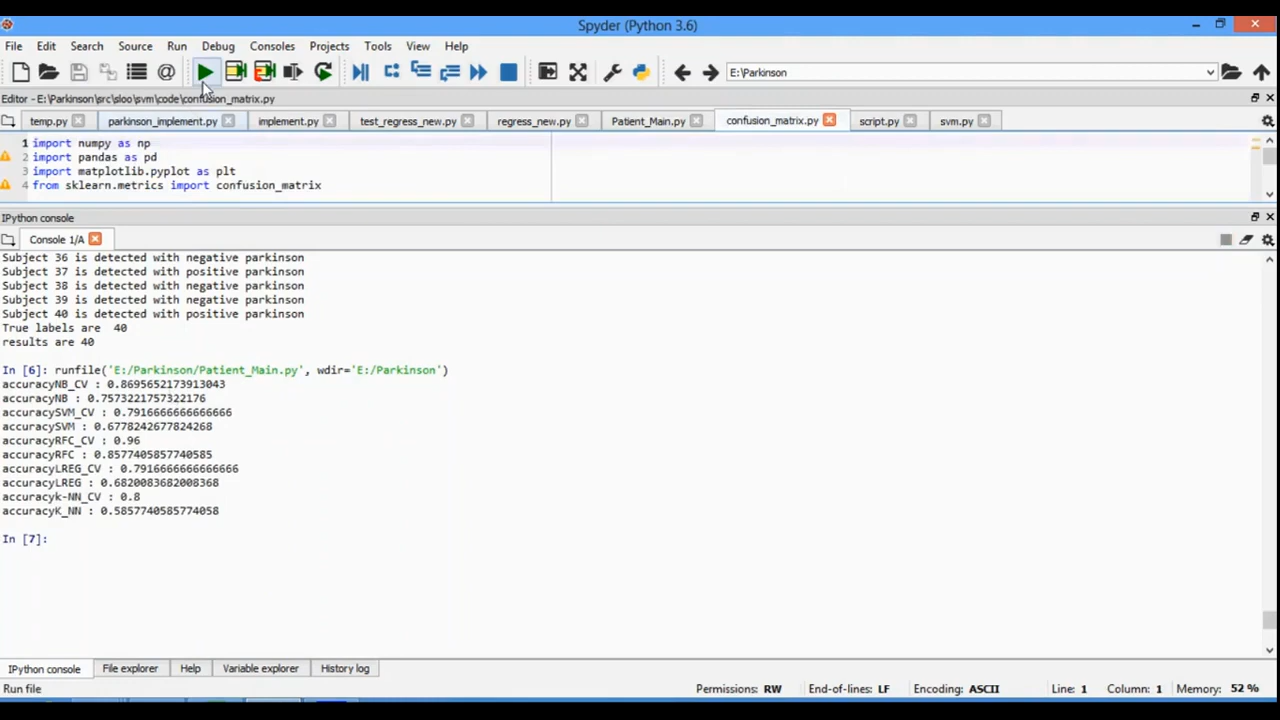 Spyder (Python 3.6)
File Edit Search Source Run Debug Consoles Projects Tools View Help
E:\Parkinson
Editor - E:\Parkinson\src\sloo\svm\code\confusion_matrix.py
temp.py parkinson_implement.py implement.py test_regress_new.py regress_new.py Patient_Main.py confusion_matrix.py script.py svm.py
1 import numpy as np
2 import pandas as pd
3 import matplotlib.pyplot as plt
4 from sklearn.metrics import confusion_matrix
IPython console
Console 1/A
Subject 36 is detected with negative parkinson
Subject 37 is detected with positive parkinson
Subject 38 is detected with negative parkinson
Subject 39 is detected with negative parkinson
Subject 40 is detected with positive parkinson
True labels are  40
results are 40
In [6]: runfile('E:/Parkinson/Patient_Main.py', wdir='E:/Parkinson')
accuracyNB_CV : 0.8695652173913043
accuracyNB : 0.7573221757322176
accuracySVM_CV : 0.7916666666666666
accuracySVM : 0.6778242677824268
accuracyRFC_CV : 0.96
accuracyRFC : 0.8577405857740585
accuracyLREG_CV : 0.7916666666666666
accuracyLREG : 0.6820083682008368
accuracyk-NN_CV : 0.8
accuracyK_NN : 0.5857740585774058
In [7]:
IPython console File explorer Help Variable explorer History log
Run file Permissions: RW End-of-lines: LF Encoding: ASCII Line: 1 Column: 1 Memory: 52 %